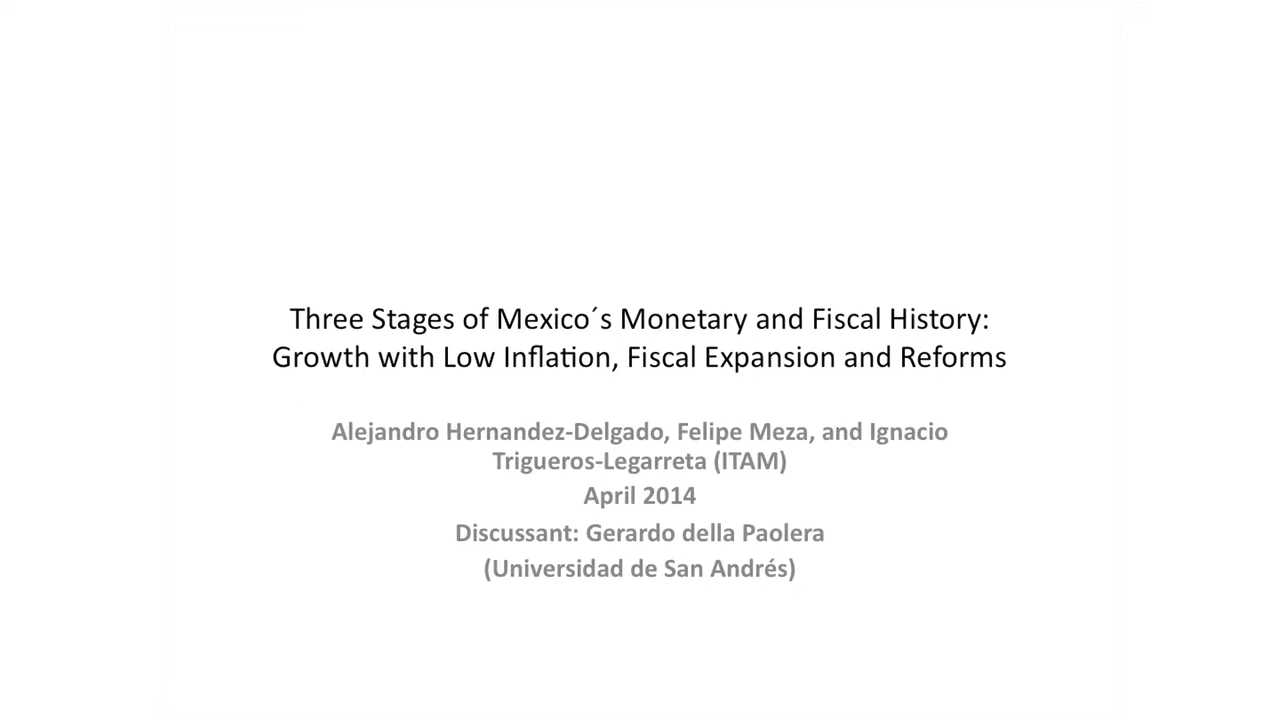 Three Stages of Mexico´s Monetary and Fiscal History:
Growth with Low Inflation, Fiscal Expansion and Reforms
Alejandro Hernandez-Delgado, Felipe Meza, and Ignacio
Trigueros-Legarreta (ITAM)
April 2014
Discussant: Gerardo della Paolera
(Universidad de San Andrés)